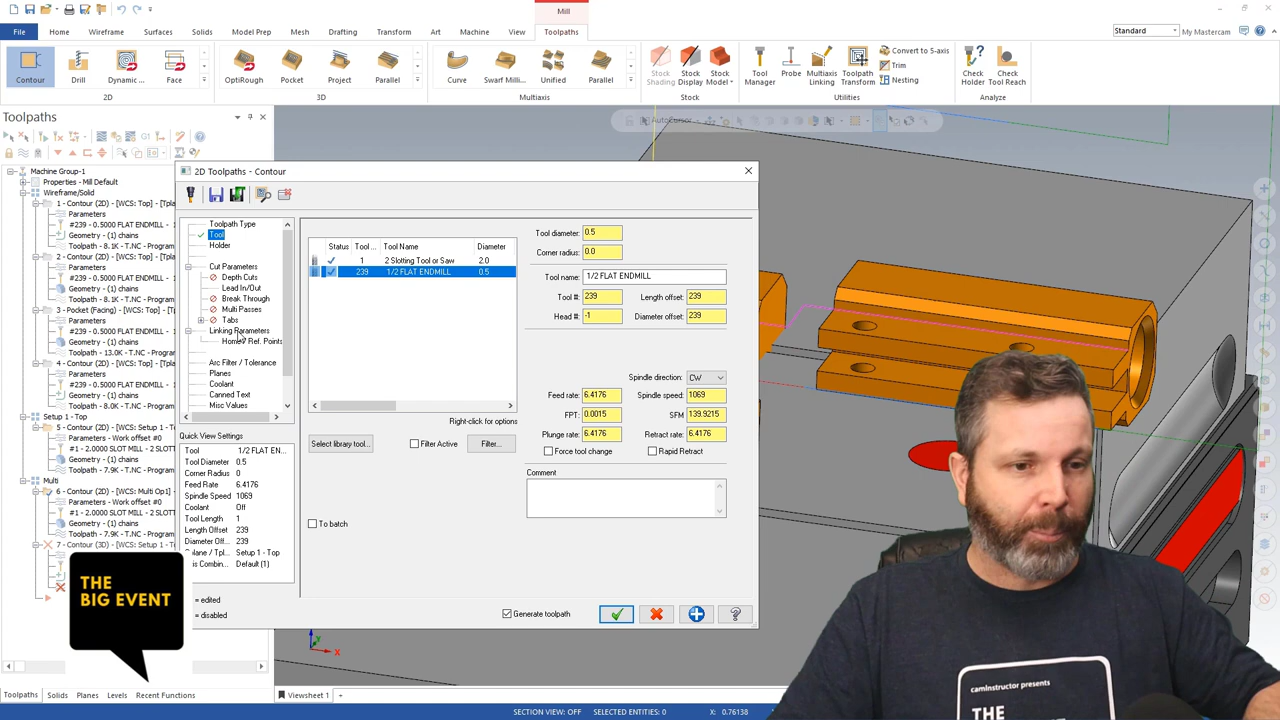 Mill
Standard
My Mastercam
File
Home
Wireframe
Surfaces
Solids
Model Prep
Mesh
Drafting
Transform
Art
Machine
View
Toolpaths
Contour
Drill
Dynamic ...
Face
OptiRough
Pocket
Project
Parallel
Curve
Swarf Milli...
Unified
Parallel
Stock Shading
Stock Display
Stock Model
Tool Manager
Probe
Multiaxis Linking
Toolpath Transform
Convert to 5-axis
Trim
Nesting
Check Holder
Check Tool Reach
2D
3D
Multiaxis
Stock
Utilities
Analyze
Toolpaths
AutoCursor
Machine Group-1
Properties - Mill Default
Wireframe/Solid
1 - Contour (2D) - [WCS: Top] - [Tpla
Parameters
#239 - 0.5000 FLAT ENDMILL - 1
Geometry - (1) chains
Toolpath - 8.1K - T.NC - Program
2 - Contour (2D) - [WCS: Top] - [Tpla
Parameters
#239 - 0.5000 FLAT ENDMILL - 1
Geometry - (2) chains
Toolpath - 8.1K - T.NC - Program
3 - Pocket (Facing) - [WCS: Top] - [T
Parameters
#239 - 0.5000 FLAT ENDMILL - 1
Geometry - (1) chains
Toolpath - 13.0K - T.NC - Progra
4 - Contour (2D) - [WCS: Top] - [Tpla
Parameters
#239 - 0.5000 FLAT ENDMILL - 1
Geometry - (2) chains
Toolpath - 8.6K - T.NC - Program
Setup 1 - Top
5 - Contour (2D) - [WCS: Setup 1 - To
Parameters - Work offset #0
#1 - 2.0000 SLOT MILL - 2 SLOTT
Geometry - (1) chains
Toolpath - 7.9K - T.NC - Program
Multi
6 - Contour (2D) - [WCS: Multi Op1] -
Parameters - Work offset #0
#1 - 2.0000 SLOT MILL - 2 SLOT
Geometry - (1) chains
Toolpath - 7.9K - T.NC - Program
7 - Contour (3D) - [WCS: Setup 1 - To
2D Toolpaths - Contour
Toolpath Type
Tool
Holder
Cut Parameters
Depth Cuts
Lead In/Out
Break Through
Multi Passes
Tabs
Linking Parameters
Home / Ref. Points
Arc Filter / Tolerance
Planes
Coolant
Canned Text
Misc Values
Quick View Settings
Tool 1/2 FLAT EN...
Tool Diameter 0.5
Corner Radius 0
Feed Rate 6.4176
Spindle Speed 1069
Coolant Off
Tool Length 1
Length Offset 239
Diameter Off... 239
Cplane / Tpl... Setup 1 - Top
Default (1)
= edited
= disabled
Status Tool ... Tool Name Diameter
1 2 Slotting Tool or Saw 2.0
239 1/2 FLAT ENDMILL 0.5
Right-click for options
Select library tool...
Filter Active
Filter...
To batch
Tool diameter: 0.5
Corner radius: 0.0
Tool name: 1/2 FLAT ENDMILL
Tool #: 239 Length offset: 239
Head #: -1 Diameter offset: 239
Spindle direction: CW
Feed rate: 6.4176 Spindle speed: 1069
FPT: 0.0015 SFM 139.9215
Plunge rate: 6.4176 Retract rate: 6.4176
Force tool change Rapid Retract
Comment
Generate toolpath
THE
BIG EVENT
camInstructor presents
THE
Toolpaths Solids Planes Levels Recent Functions
Viewsheet 1 +
SECTION VIEW: OFF SELECTED ENTITIES: 0 X: 0.76138
Y
X